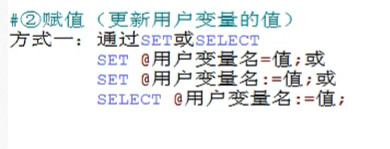 #②赋值（更新用户变量的值）
方式一：通过SET或SELECT
SET @用户变量名=值;或
SET @用户变量名:=值;或
SELECT @用户变量名:=值;